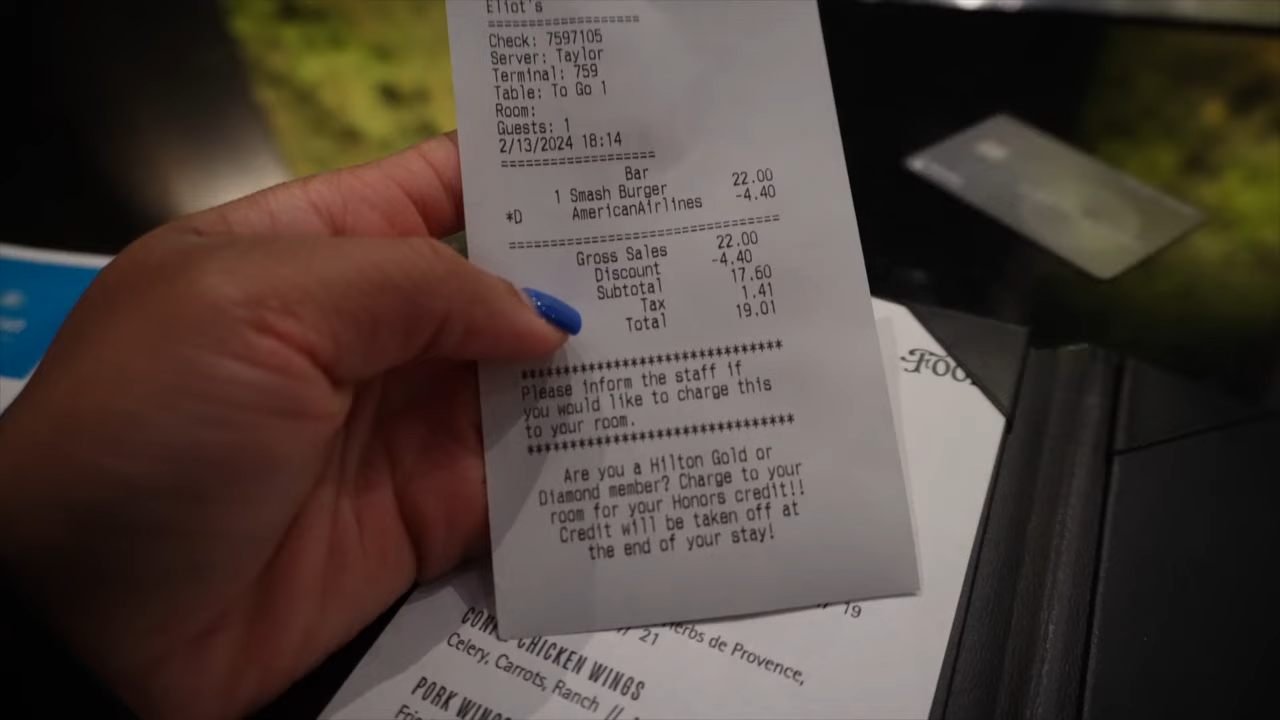 Eliot's
==================
Check: 7597105
Server: Taylor
Terminal: 759
Table: To Go 1
Room:
Guests: 1
2/13/2024 18:14
==================
Bar
1 Smash Burger 22.00
*D AmericanAirlines -4.40
================================
Gross Sales 22.00
Discount -4.40
Subtotal 17.60
Tax 1.41
Total 19.01
******************************
Please inform the staff if
you would like to charge this
to your room.
******************************
Are you a Hilton Gold or
Diamond member? Charge to your
room for your Honors credit!!
Credit will be taken off at
the end of your stay!
// 19
Herbs de Provence,
// 21
CHICKEN WINGS
Celery, Carrots, Ranch //
PORK WINGS